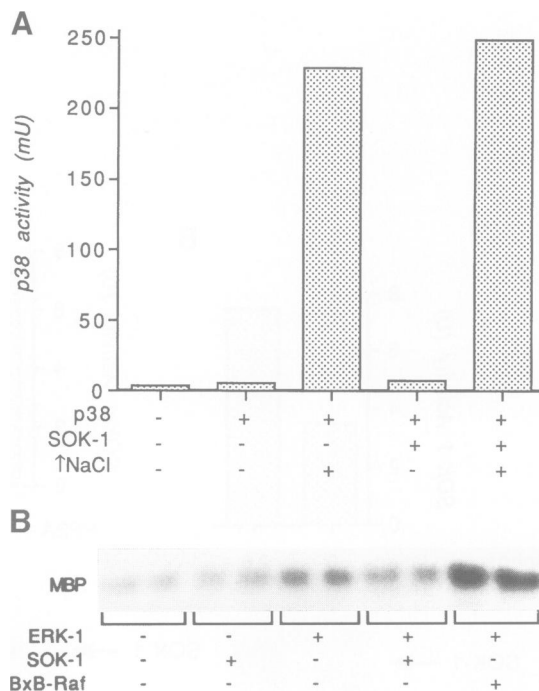 A
p38 activity (mU)
250
200
150
100
50
0
p38 - + + + +
SOK-1 - - - + +
↑NaCl - - + - +
B
MBP
ERK-1 - - + + +
SOK-1 - + - + -
BxB-Raf - - - - +